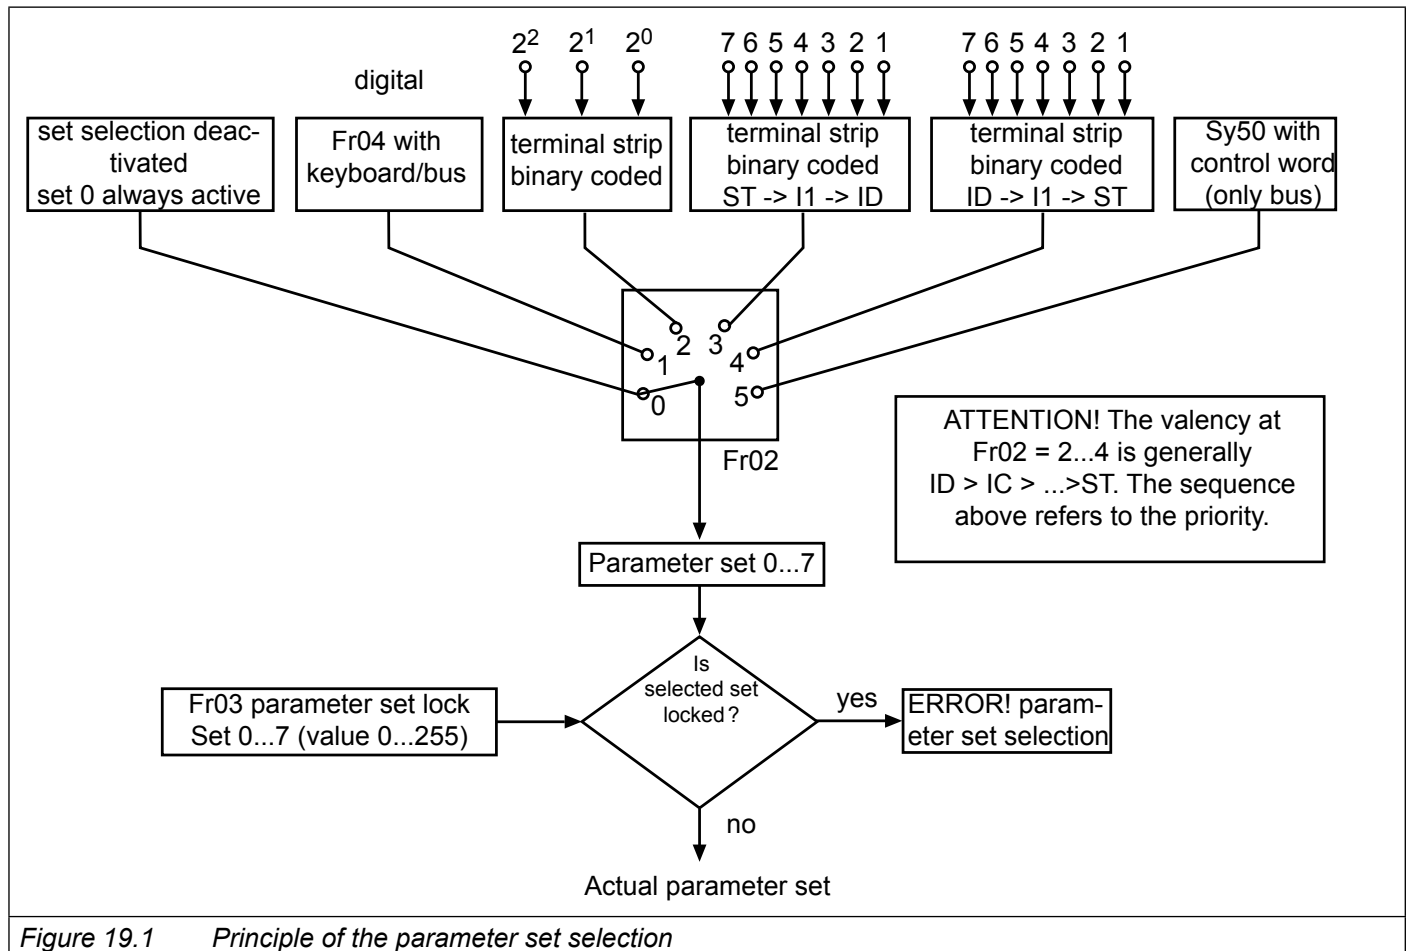 2² 2¹ 2⁰
7 6 5 4 3 2 1
7 6 5 4 3 2 1
digital
set selection deac-
tivated
set 0 always active
Fr04 with
keyboard/bus
terminal strip
binary coded
terminal strip
binary coded
ST -> I1 -> ID
terminal strip
binary coded
ID -> I1 -> ST
Sy50 with
control word
(only bus)
0
1
2
3
4
5
Fr02
ATTENTION! The valency at
Fr02 = 2...4 is generally
ID > IC > ...>ST. The sequence
above refers to the priority.
Parameter set 0...7
Is
selected set
locked?
Fr03 parameter set lock
Set 0...7 (value 0...255)
yes
ERROR! param-
eter set selection
no
Actual parameter set
Figure 19.1 Principle of the parameter set selection